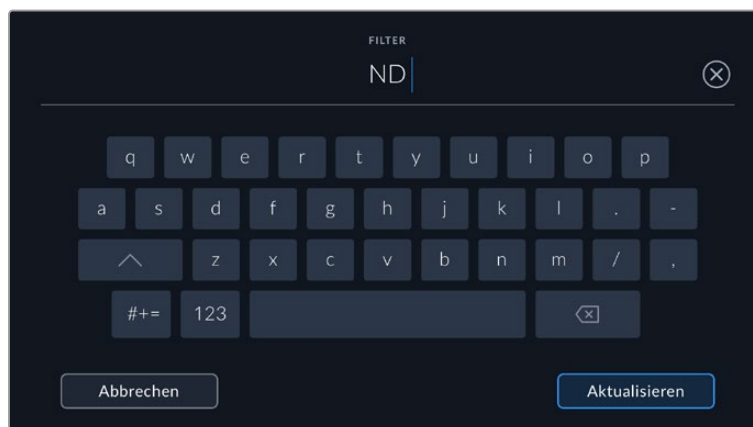 FILTER
ND
q w e r t y u i o p
a s d f g h j k l . -
z x c v b n m / ,
#+= 123
Abbrechen Aktualisieren